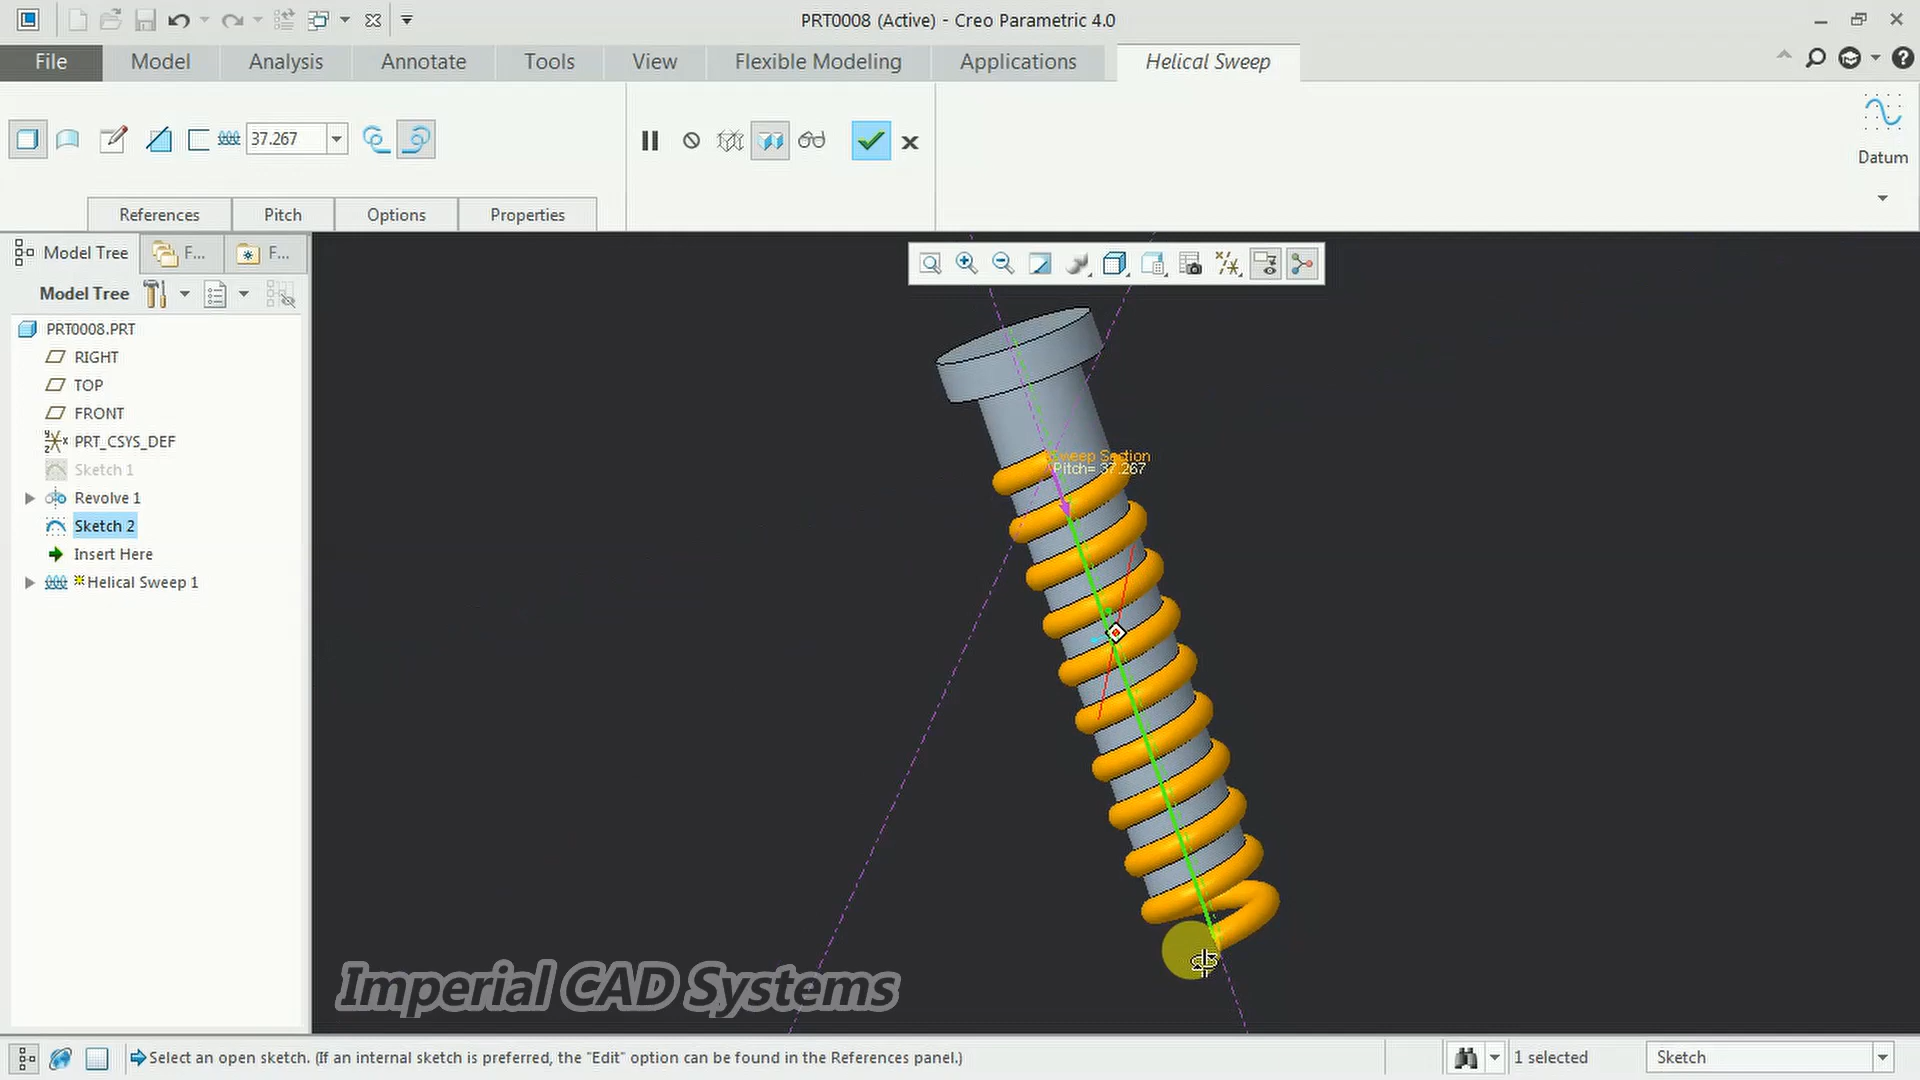 PRT0008 (Active) - Creo Parametric 4.0
File
Model
Analysis
Annotate
Tools
View
Flexible Modeling
Applications
Helical Sweep
37.267
Datum
References
Pitch
Options
Properties
Model Tree
F...
F...
Model Tree
PRT0008.PRT
RIGHT
TOP
FRONT
PRT_CSYS_DEF
Sketch 1
Revolve 1
Sketch 2
Insert Here
Helical Sweep 1
Sweep Section
Pitch= 37.267
Imperial CAD Systems
Select an open sketch. (If an internal sketch is preferred, the "Edit" option can be found in the References panel.)
1 selected
Sketch